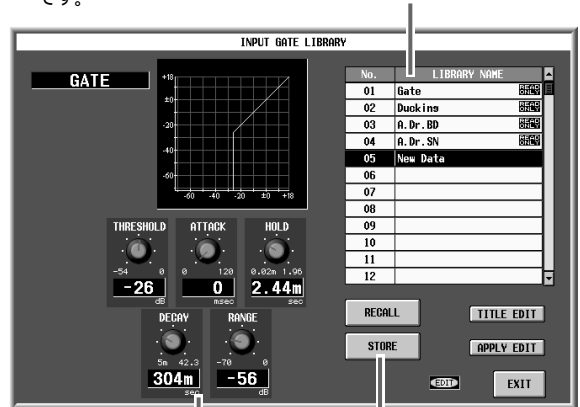 です。
INPUT GATE LIBRARY
GATE
+18
±0
-20
-40
-60
-60 -40 -20 ±0 +18
THRESHOLD ATTACK HOLD
-54 0 0 120 0.02m 1.96
-26 0 2.44m
dB msec sec
DECAY RANGE
5m 42.3 -70 0
304m -56
sec dB
No. LIBRARY NAME
01 Gate READ ONLY
02 Ducking READ ONLY
03 A.Dr.BD READ ONLY
04 A.Dr.SN READ ONLY
05 New Data
06
07
08
09
10
11
12
RECALL TITLE EDIT
STORE APPLY EDIT
EDIT EXIT